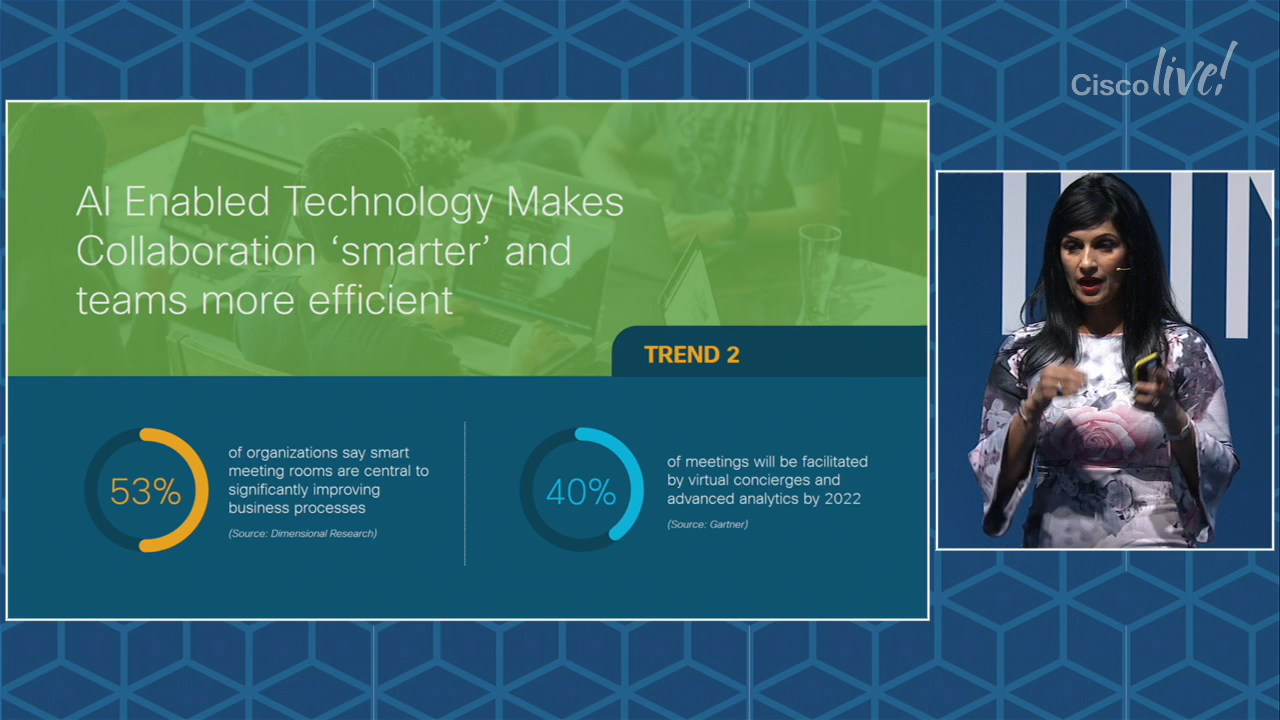 Cisco live!
AI Enabled Technology Makes
Collaboration ‘smarter’ and
teams more efficient
TREND 2
53%
of organizations say smart
meeting rooms are central to
significantly improving
business processes
(Source: Dimensional Research)
40%
of meetings will be facilitated
by virtual concierges and
advanced analytics by 2022
(Source: Gartner)